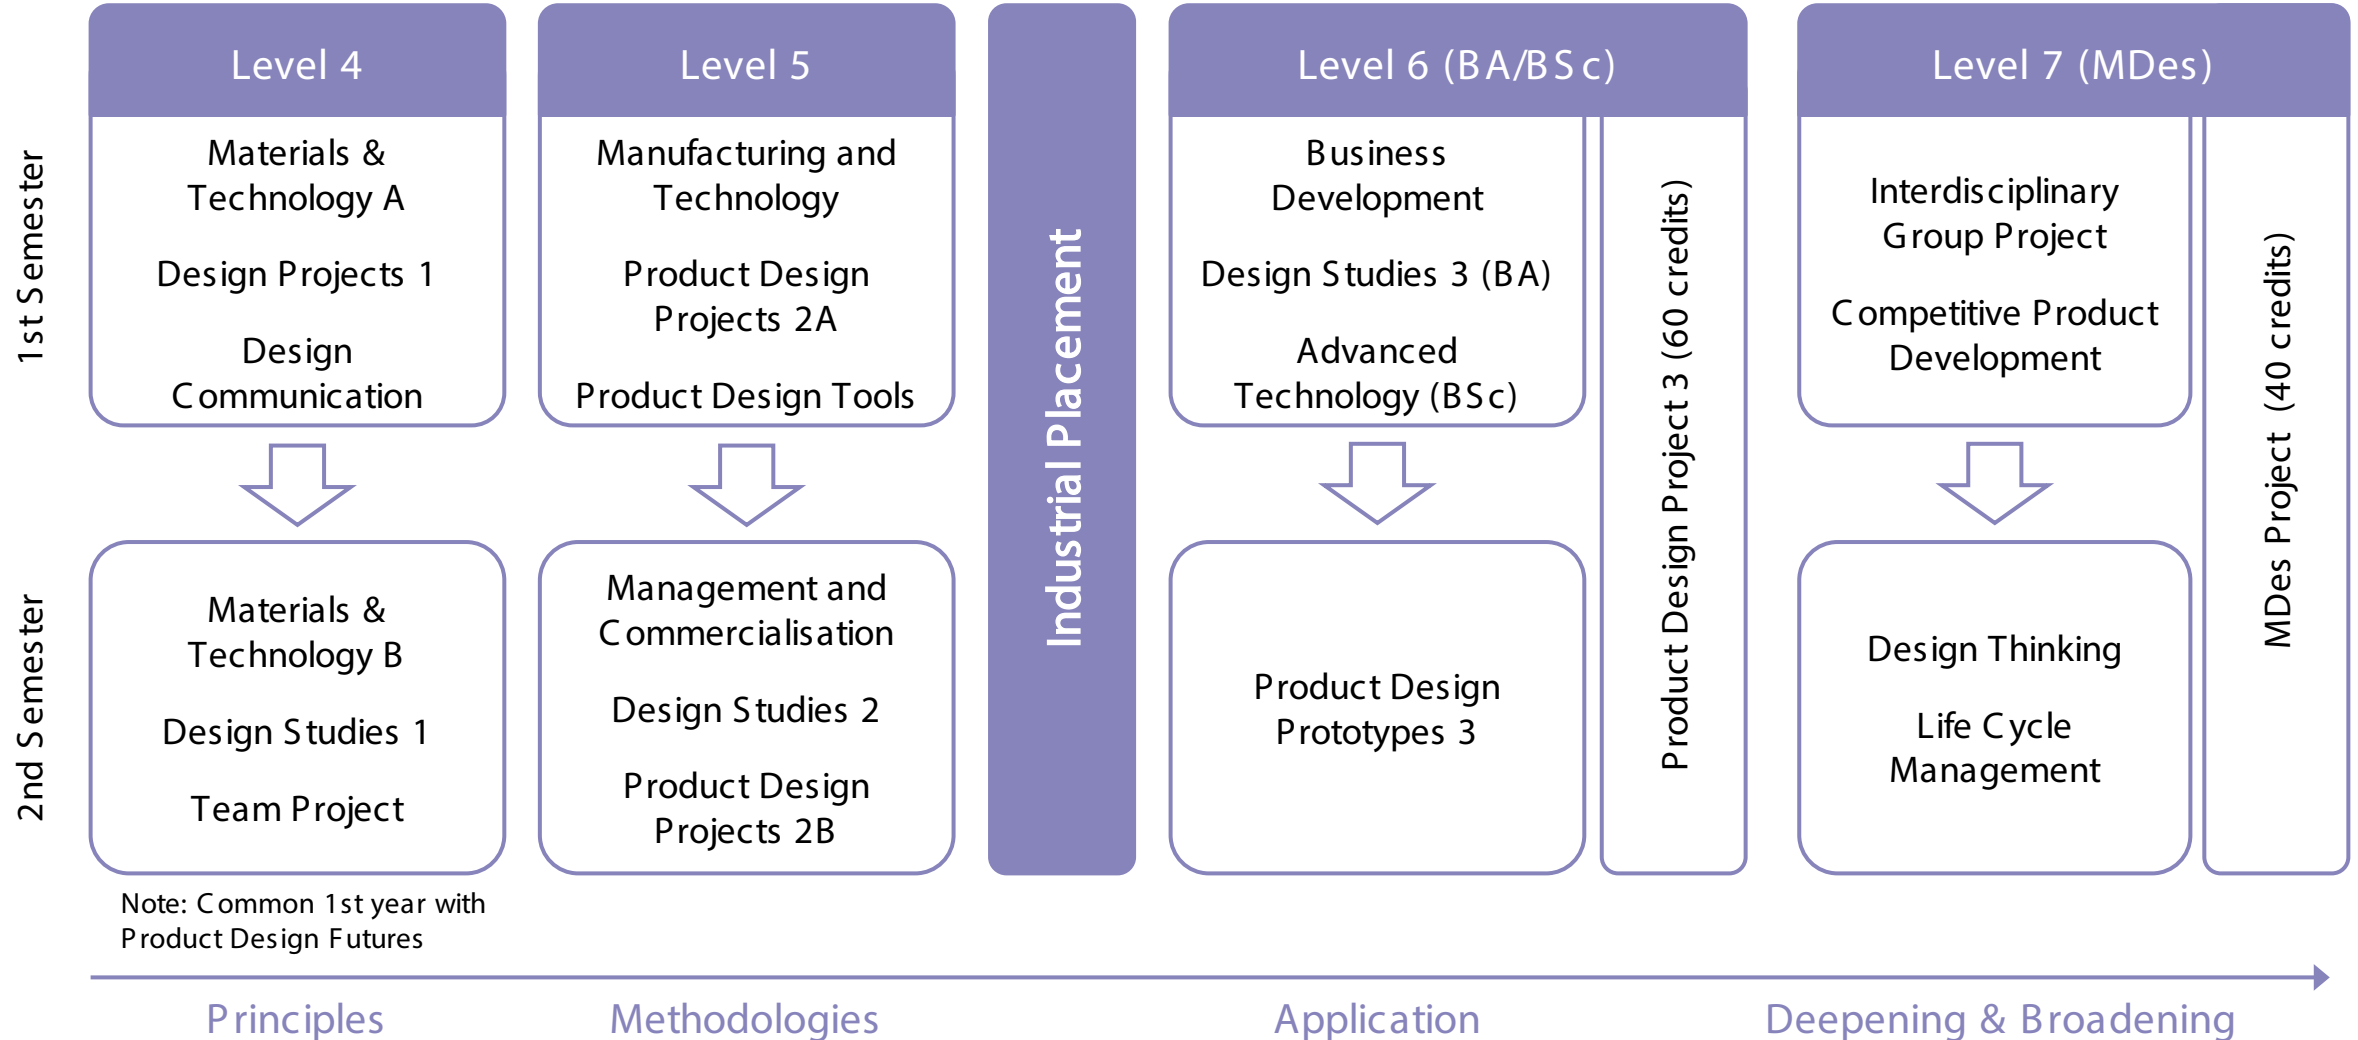 Level 4
Level 5
Level 6 (BA/BSc)
Level 7 (MDes)
1st Semester
Materials &
Technology A
Design Projects 1
Design
Communication
Manufacturing and
Technology
Product Design
Projects 2A
Product Design Tools
Industrial Placement
Business
Development
Design Studies 3 (BA)
Advanced
Technology (BSc)
Product Design Project 3 (60 credits)
Interdisciplinary
Group Project
Competitive Product
Development
MDes Project (40 credits)
2nd Semester
Materials &
Technology B
Design Studies 1
Team Project
Management and
Commercialisation
Design Studies 2
Product Design
Projects 2B
Product Design
Prototypes 3
Design Thinking
Life Cycle
Management
Note: Common 1st year with
Product Design Futures
Principles
Methodologies
Application
Deepening & Broadening